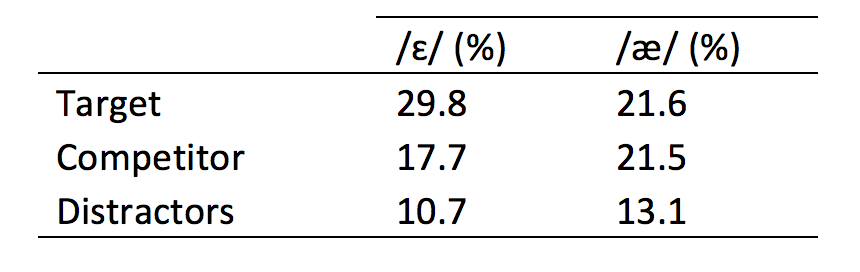 /ɛ/ (%) /æ/ (%)
Target 29.8 21.6
Competitor 17.7 21.5
Distractors 10.7 13.1